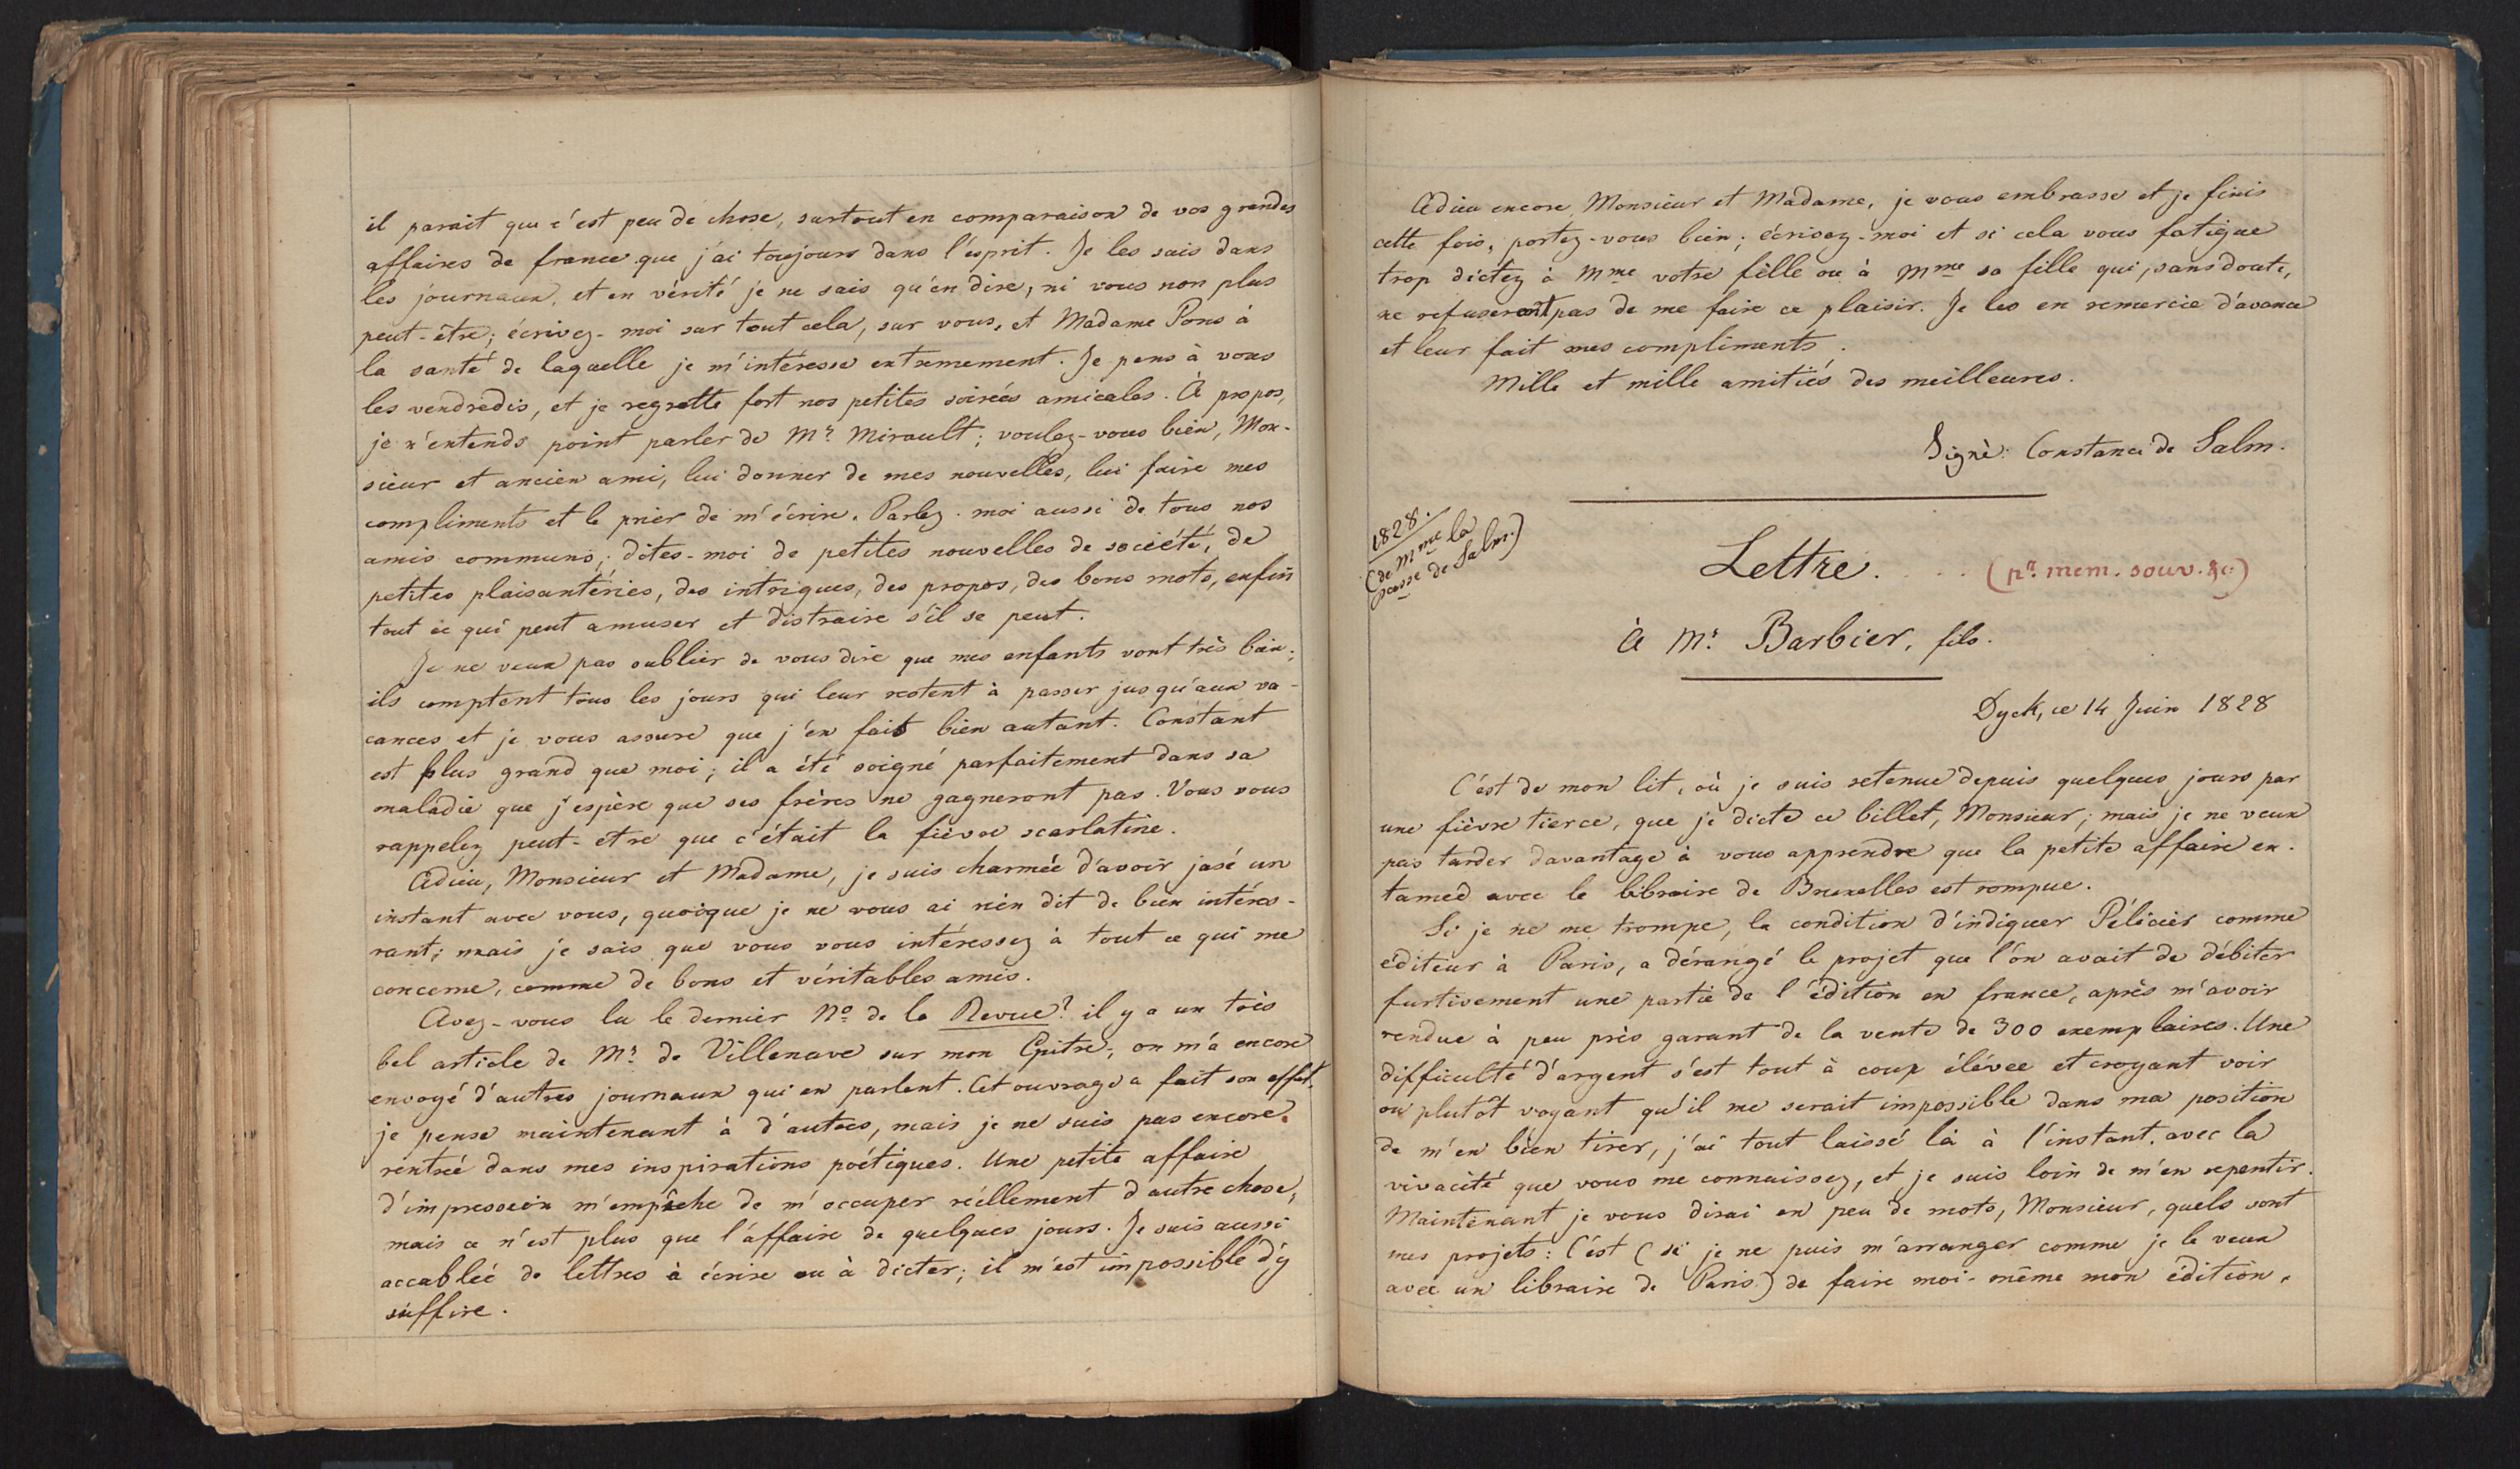 il parait que c'est peu de chose, surtout en comparaison de vos grandes
affaires de france que j'ai toujours dans l'esprit. Je les suis dans
les journaux, et en vérité je ne sais qu'en dire, ni vous non plus
peut-être; écrivez-moi sur tout cela, sur vous, et Madame Pons à
la santé de laquelle je m'intéresse extremement. Je pens à vous
les vendredis, et je regrette fort nos petites soirées amicales. À propos,
je n'entends point parler de Mr. Mirault; voulez-vous bien, Mon-
sieur et ancien ami, lui donner de mes nouvelles, lui faire mes
compliments et le prier de m'écrire. Parlez-moi aussi de tous nos
amis communs; dites-moi de petites nouvelles de société, de
petites plaisanteries, des intrigues, des propos, des bons mots, enfin
tout ce qui peut amuser et distraire s'il se peut.
Je ne veux pas oublier de vous dire que mes enfants vont très bien;
ils comptent tous les jours qui leur restent à passer jusqu'aux va-
cances et je vous assure que j'en fais bien autant. Constant
est plus grand que moi; il a été soigné parfaitement dans sa
maladie que j'espère que ses frères ne gagneront pas. Vous vous
rappelez peut-etre que c'était la fièvre scarlatine.
Adieu, Monsieur et Madame, je suis charmée d'avoir jasé un
instant avec vous, quoique je ne vous ai rien dit de bien intéres-
sant; mais je sais que vous vous intéressez à tout ce qui me
concerne, comme de bons et véritables amis.
Avez-vous lu le dernier No. de la Revue? il y a un très
bel article de Mr. de Villenave sur mon Epitre; on m'a encore
envoyé d'autres journaux qui en parlent. Cet ouvrage a fait son effet.
je pense maintenant à d'autres, mais je ne suis pas encore
rentrée dans mes inspirations poétiques. Une petite affaire
d'impression m'empêche de m'occuper réellement d'autre chose,
mais ce n'est plus que l'affaire de quelques jours. Je suis aussi
accablée de lettres à écrire ou à dicter; il m'est impossible d'y
suffire.
Adieu encore Monsieur et Madame, je vous embrasse et je finis
cette fois, portez-vous bien; écrivez-moi et si cela vous fatigue
trop dictez à Mme votre fille ou à Mme sa fille qui, sans doute,
ne refuseront pas de me faire ce plaisir. Je les en remercie d'avance
et leur fait mes compliments.
Mille et mille amitiés des meilleures.
Signé: Constance de Salm.
1828.
(de Mme la
pcesse de Salm.)
Lettre. . . . (pr. mém. souv. &c)
À Mr. Barbier, fils.
Dyck, ce 14 Juin 1828
C'est de mon lit, où je suis retenue depuis quelques jours par
une fièvre tierce, que je dicte ce billet, Monsieur; mais je ne veux
pas tarder davantage à vous apprendre que la petite affaire en-
tamée avec le libraire de Bruxelles est rompue.
Si je ne me trompe, la condition d'indiquer Pélicier comme
éditeur à Paris, a dérangé le projet que l'on avait de débiter
furtivement une partie de l'édition en france, après m'avoir
rendue à peu près garant de la vente de 300 exemplaires. Une
difficulté d'argent s'est tout à coup élévée et croyant voir
ou plutôt voyant qu'il me serait impossible dans ma position
de m'en bien tirer, j'ai tout laissé là à l'instant, avec la
vivacité que vous me connaissez, et je suis loin de m'en repentir.
Maintenant je vous dirai en peu de mots, Monsieur, quels sont
mes projets: C'est (si je ne puis m'arranger comme je le veux
avec un libraire de Paris) de faire moi-même mon édition,